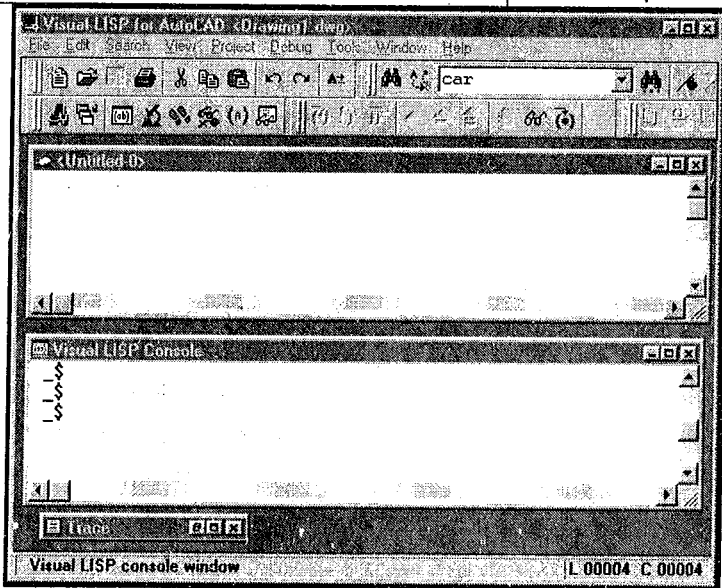 Visual LISP for AutoCAD <Drawing1.dwg>
File Edit Search View Project Debug Tools Window Help
car
<Untitled-0>
Visual LISP Console
_$
_$
_$
Trace
Visual LISP console window
L 00004 C 00004